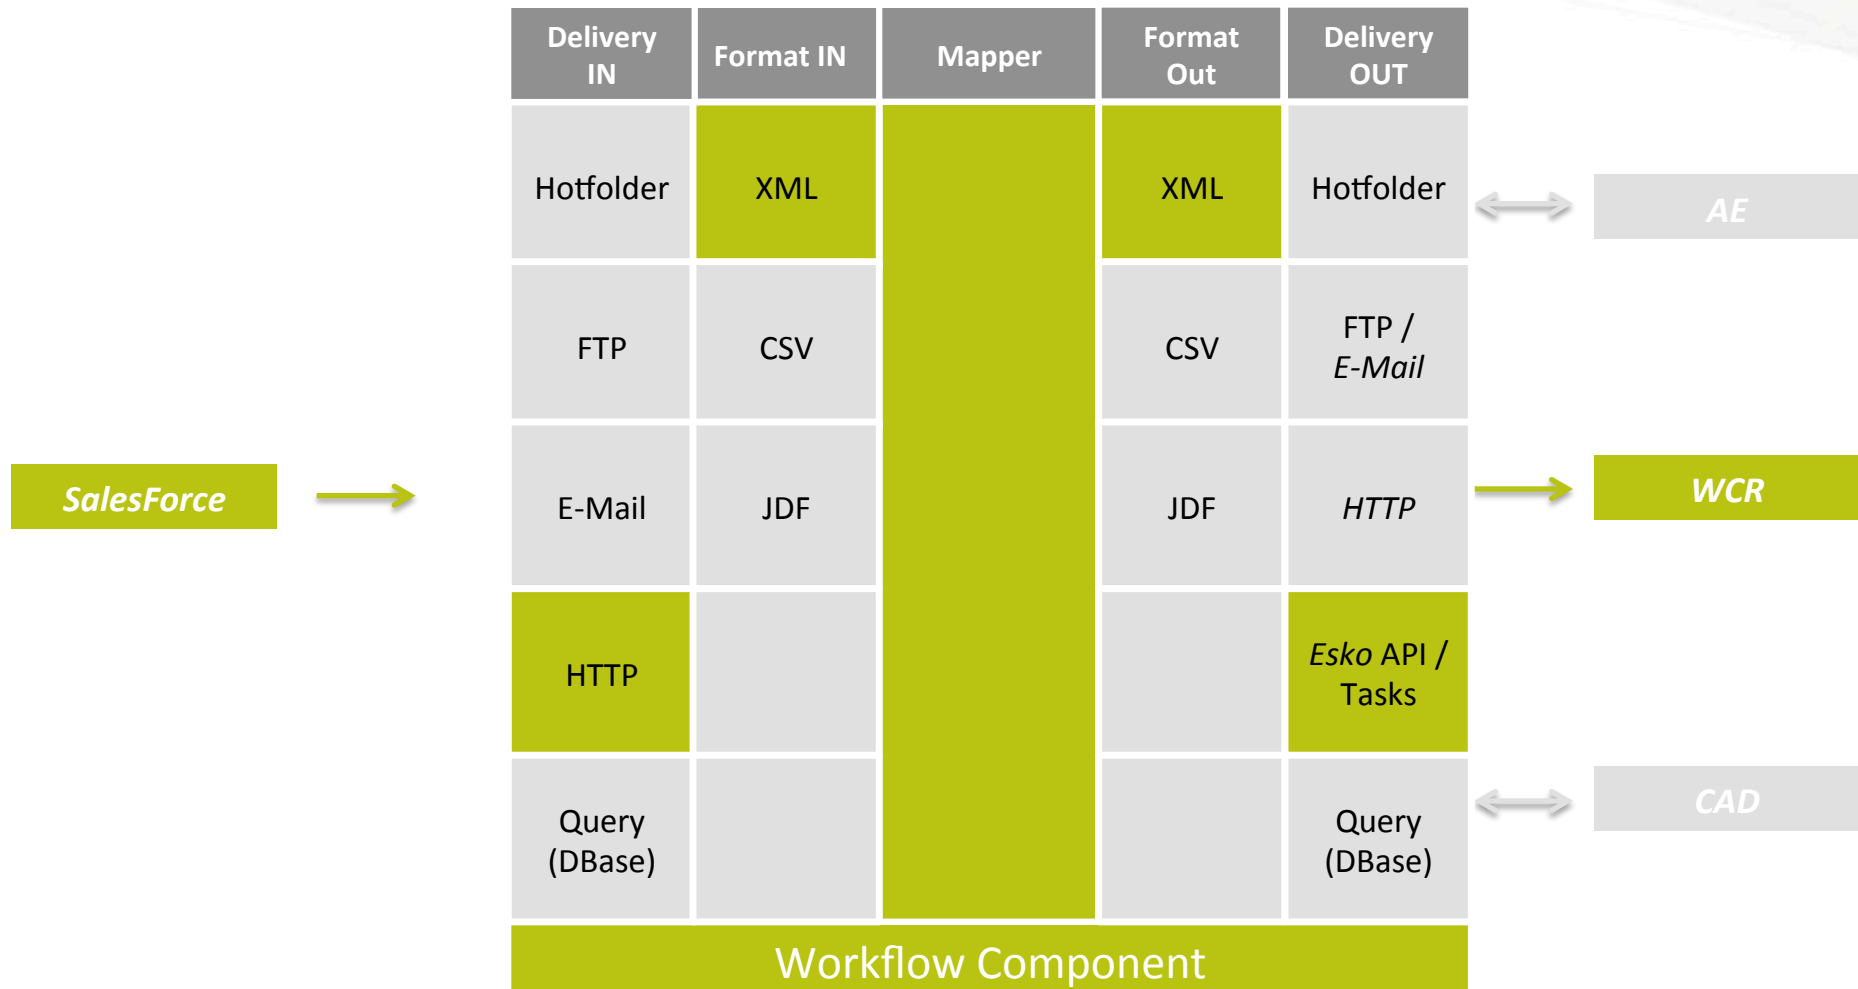 Delivery
IN
Format IN
Mapper
Format
Out
Delivery
OUT
Hotfolder
XML
XML
Hotfolder
AE
FTP
CSV
CSV
FTP /
E-Mail
SalesForce
E-Mail
JDF
JDF
HTTP
WCR
HTTP
Esko API /
Tasks
Query
(DBase)
Query
(DBase)
CAD
Workflow Component